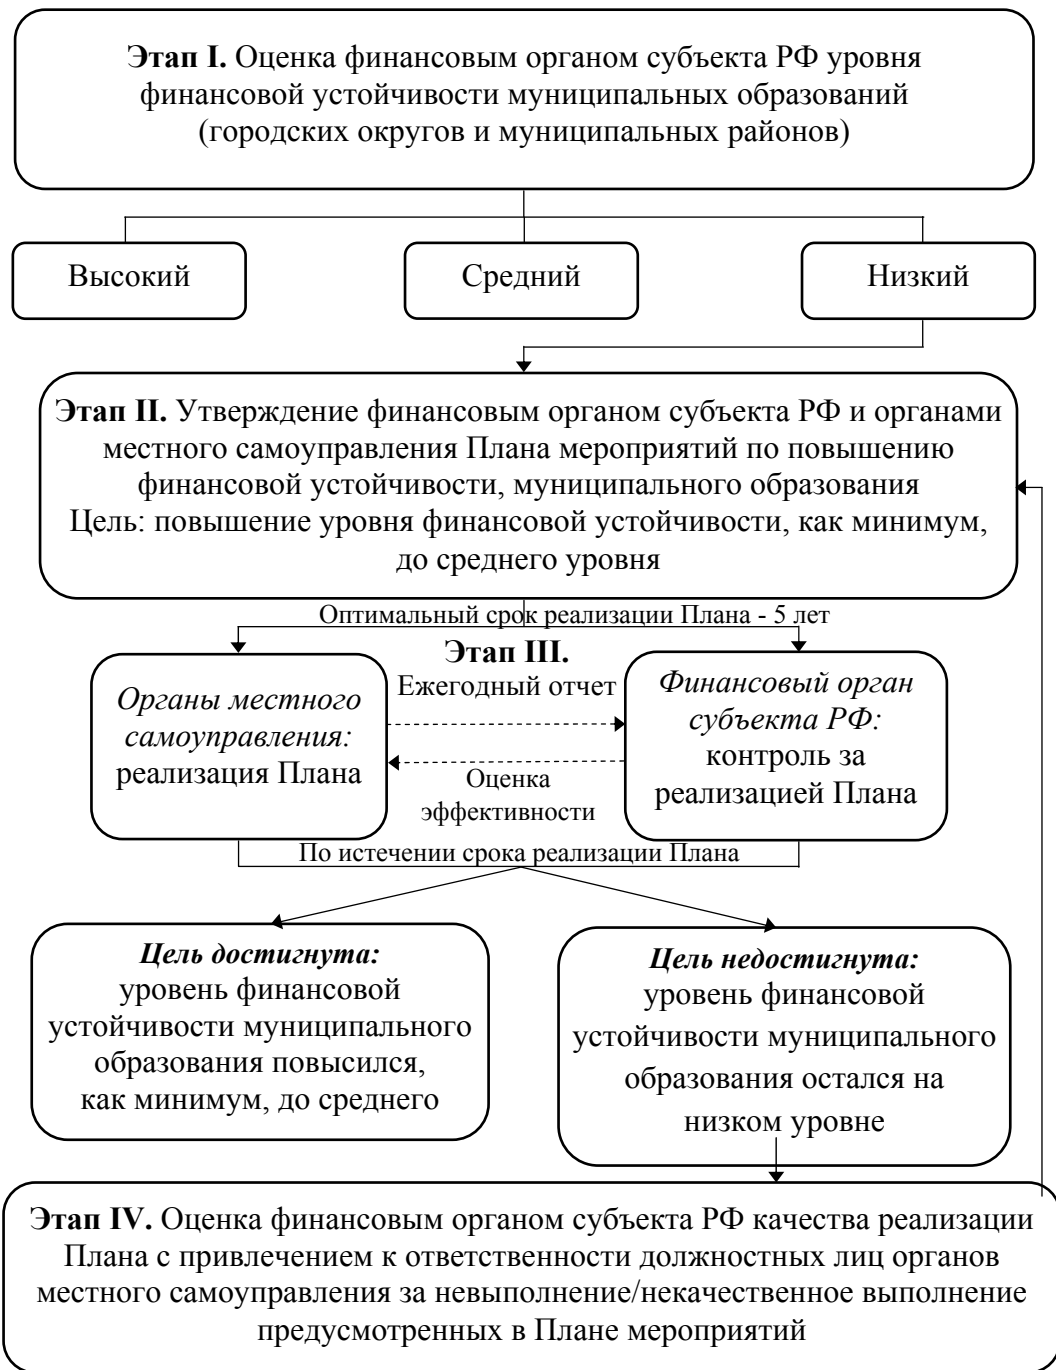 Этап I. Оценка финансовым органом субъекта РФ уровня
финансовой устойчивости муниципальных образований
(городских округов и муниципальных районов)
Высокий
Средний
Низкий
Этап II. Утверждение финансовым органом субъекта РФ и органами
местного самоуправления Плана мероприятий по повышению
финансовой устойчивости, муниципального образования
Цель: повышение уровня финансовой устойчивости, как минимум,
до среднего уровня
Оптимальный срок реализации Плана - 5 лет
Этап III.
Органы местного
самоуправления:
реализация Плана
Ежегодный отчет
Оценка
эффективности
Финансовый орган
субъекта РФ:
контроль за
реализацией Плана
По истечении срока реализации Плана
Цель достигнута:
уровень финансовой
устойчивости муниципального
образования повысился,
как минимум, до среднего
Цель недостигнута:
уровень финансовой
устойчивости муниципального
образования остался на
низком уровне
Этап IV. Оценка финансовым органом субъекта РФ качества реализации
Плана с привлечением к ответственности должностных лиц органов
местного самоуправления за невыполнение/некачественное выполнение
предусмотренных в Плане мероприятий